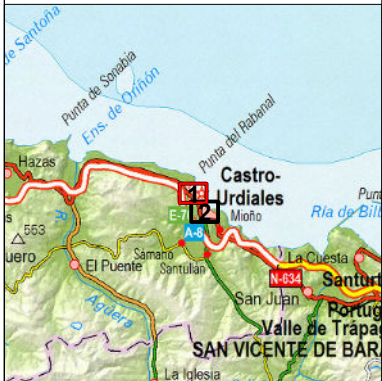 de Santoña
Punta de Sonabia
Ens. de Oriñón
Punta del Rabanal
Hazas
Castro-
Urdiales
1
2
E-7
Mioño
Ría de Bilb
A-8
553
uero
Sámano
La Cuesta
El Puente
Santullán
N-634
Santurt
San Juan
Agüera
Portug
Valle de Trápag
SAN VICENTE DE BAR
La Iglesia